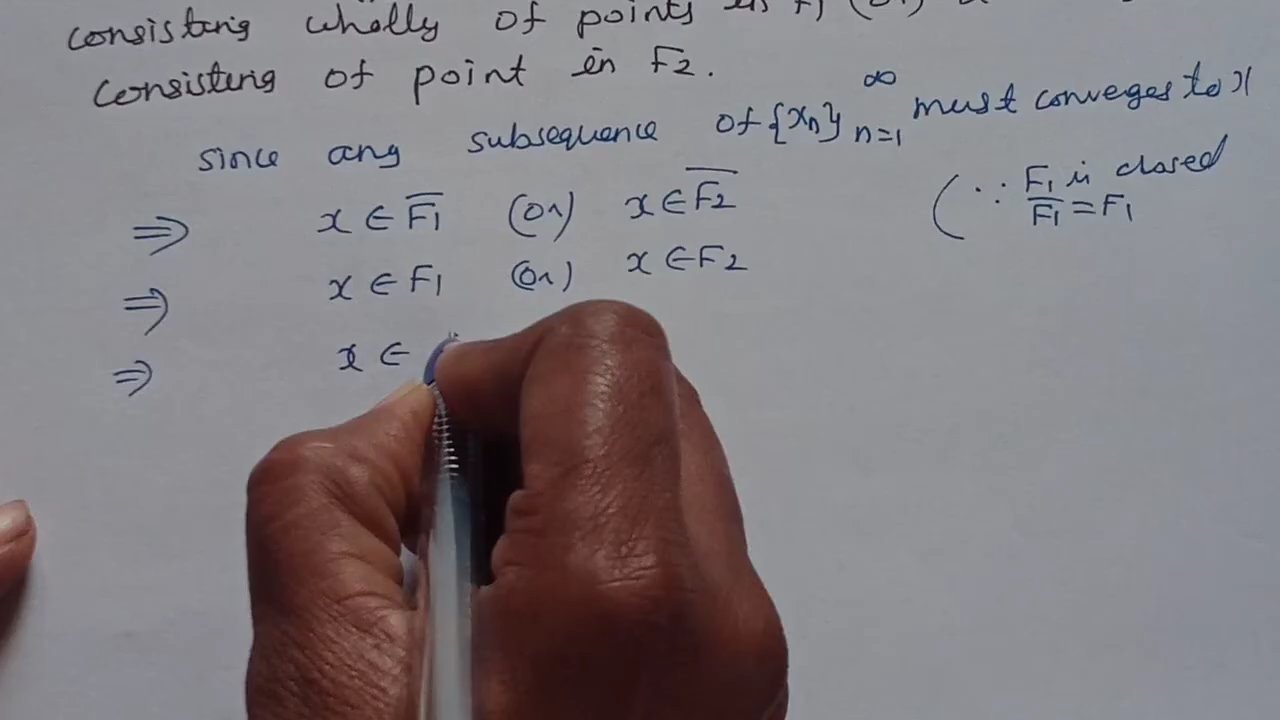 consisting wholly of points in F1 (or)
consisting of point in F2.
since any subsequence of {xn}∞n=1 must conveges to x
⇒ x ∈ F̅1 (or) x ∈ F̅2 (∵ F1 is closed
F̅1 = F1
⇒ x ∈ F1 (or) x ∈ F2
⇒ x ∈